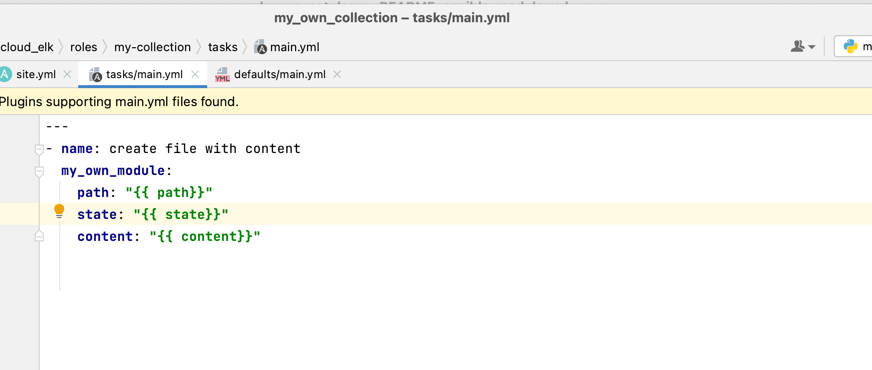 my_own_collection – tasks/main.yml
cloud_elk roles my-collection tasks main.yml
site.yml tasks/main.yml defaults/main.yml
Plugins supporting main.yml files found.
---
- name: create file with content
my_own_module:
path: "{{ path}}"
state: "{{ state}}"
content: "{{ content}}"